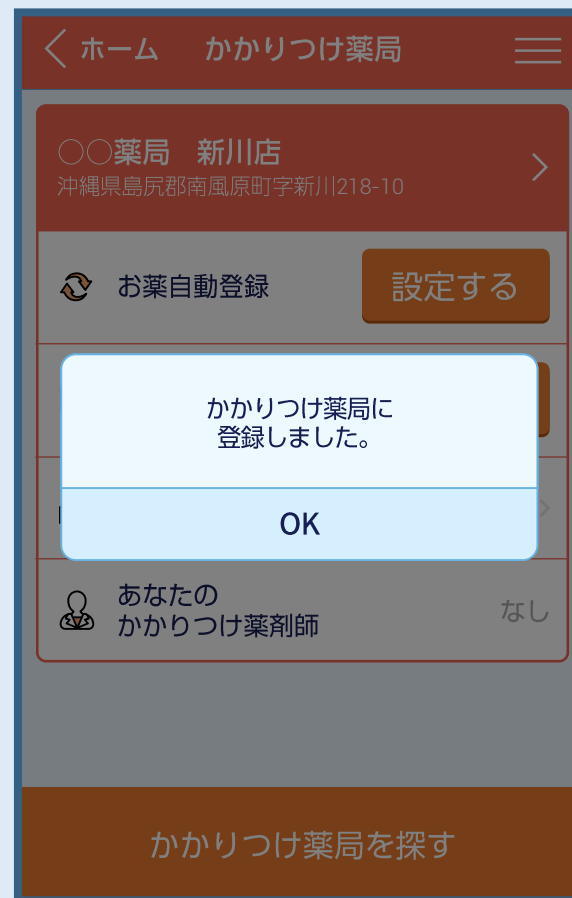 ホーム かかりつけ薬局
○○薬局 新川店
沖縄県島尻郡南風原町字新川218-10
お薬自動登録 設定する
かかりつけ薬局に
登録しました。
OK
あなたの
かかりつけ薬剤師 なし
かかりつけ薬局を探す